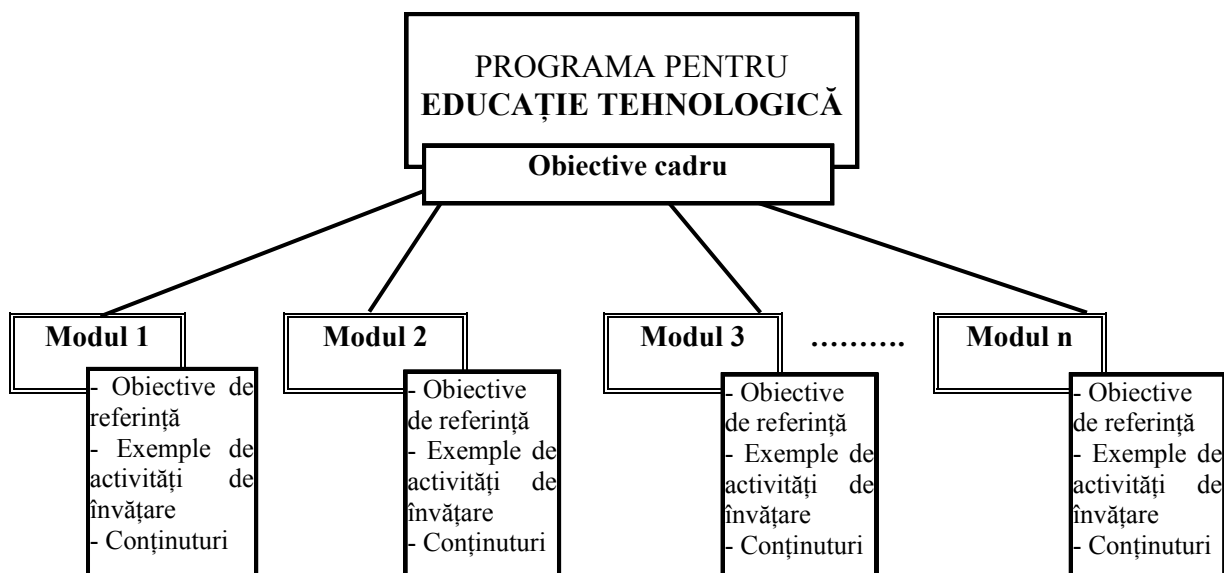 PROGRAMA PENTRU
EDUCAȚIE TEHNOLOGICĂ
Obiective cadru
Modul 1
- Obiective de
referință
- Exemple de
activități de
învățare
- Conținuturi
Modul 2
- Obiective
de referință
- Exemple de
activități de
învățare
- Conținuturi
Modul 3
- Obiective
de referință
- Exemple de
activități de
învățare
- Conținuturi
……….
Modul n
- Obiective
de referință
- Exemple de
activități de
învățare
- Conținuturi